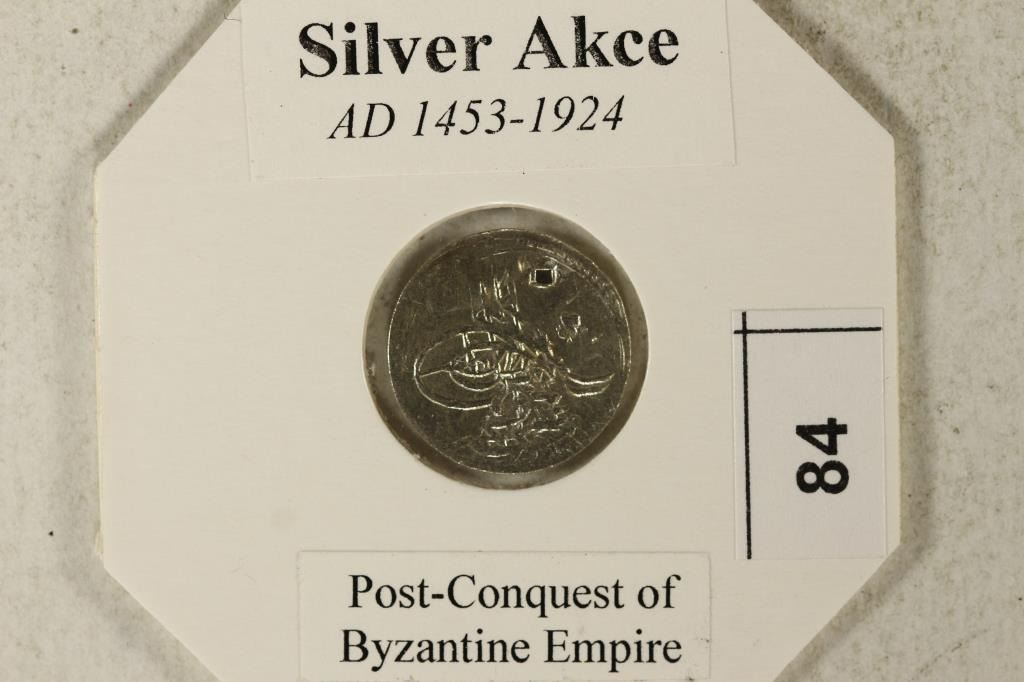 Silver Akce
AD 1453-1924
84
Post-Conquest of
Byzantine Empire